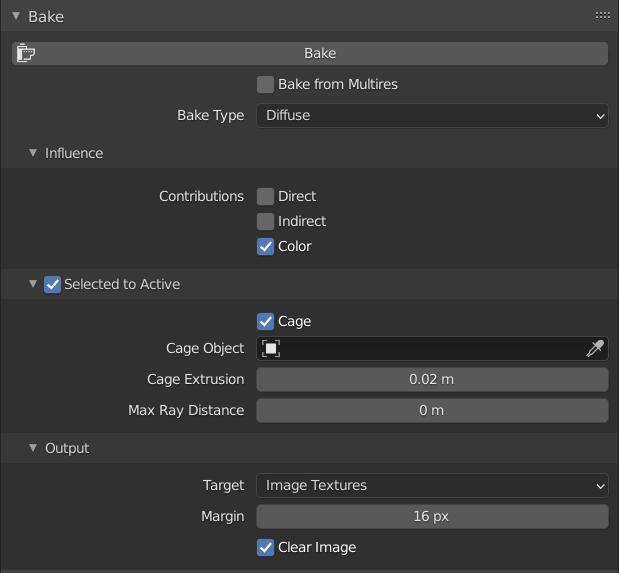 Bake
Bake
Bake from Multires
Bake Type Diffuse
Influence
Contributions Direct
Indirect
Color
Selected to Active
Cage
Cage Object
Cage Extrusion 0.02 m
Max Ray Distance 0 m
Output
Target Image Textures
Margin 16 px
Clear Image